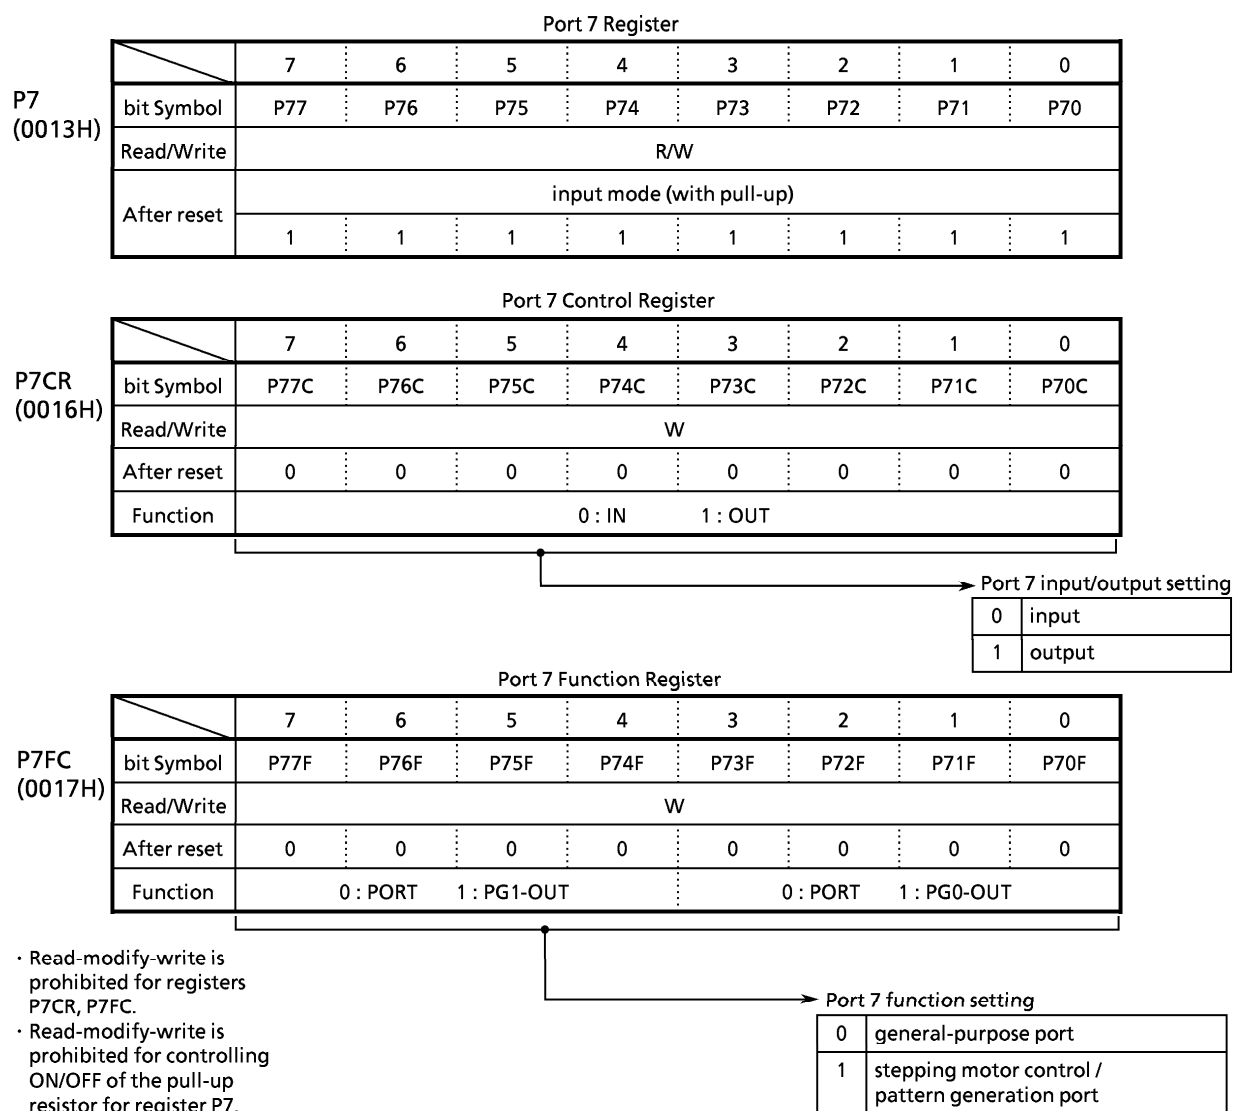 Port 7 Register
7 6 5 4 3 2 1 0
P7
(0013H)
bit Symbol P77 P76 P75 P74 P73 P72 P71 P70
Read/Write R/W
After reset input mode (with pull-up)
1 1 1 1 1 1 1 1
Port 7 Control Register
7 6 5 4 3 2 1 0
P7CR
(0016H)
bit Symbol P77C P76C P75C P74C P73C P72C P71C P70C
Read/Write W
After reset 0 0 0 0 0 0 0 0
Function 0 : IN 1 : OUT
Port 7 input/output setting
0 input
1 output
Port 7 Function Register
7 6 5 4 3 2 1 0
P7FC
(0017H)
bit Symbol P77F P76F P75F P74F P73F P72F P71F P70F
Read/Write W
After reset 0 0 0 0 0 0 0 0
Function 0 : PORT 1 : PG1-OUT 0 : PORT 1 : PG0-OUT
· Read-modify-write is
prohibited for registers
P7CR, P7FC.
· Read-modify-write is
prohibited for controlling
ON/OFF of the pull-up
resistor for register P7.
Port 7 function setting
0 general-purpose port
1 stepping motor control /
pattern generation port